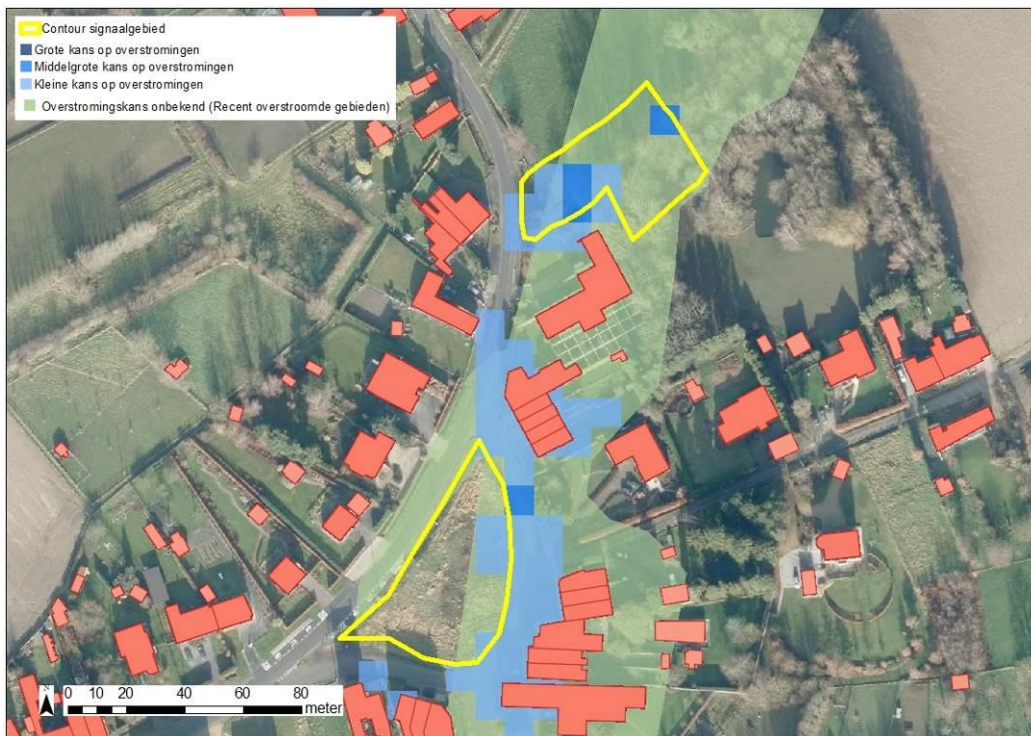 Contour signaalgebied
Grote kans op overstromingen
Middelgrote kans op overstromingen
Kleine kans op overstromingen
Overstromingskans onbekend (Recent overstroomde gebieden)
0 10 20 40 60 80
meter